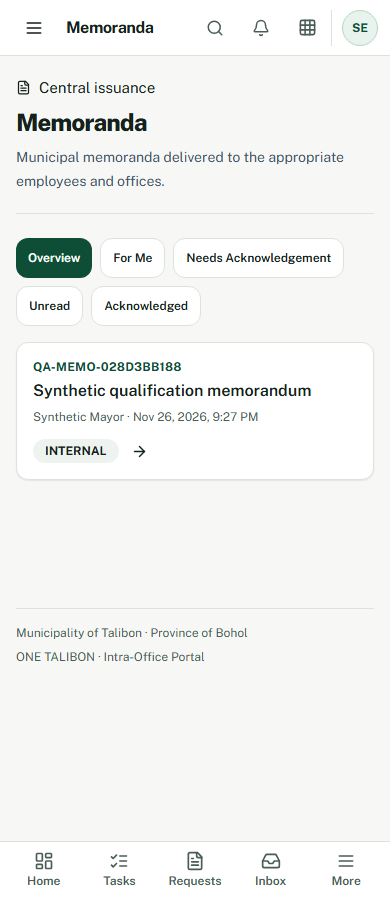 Memoranda
SE
Central issuance
Memoranda
Municipal memoranda delivered to the appropriate
employees and offices.
Overview
For Me
Needs Acknowledgement
Unread
Acknowledged
QA-MEMO-028D3BB188
Synthetic qualification memorandum
Synthetic Mayor · Nov 26, 2026, 9:27 PM
INTERNAL
Municipality of Talibon · Province of Bohol
ONE TALIBON · Intra-Office Portal
Home
Tasks
Requests
Inbox
More